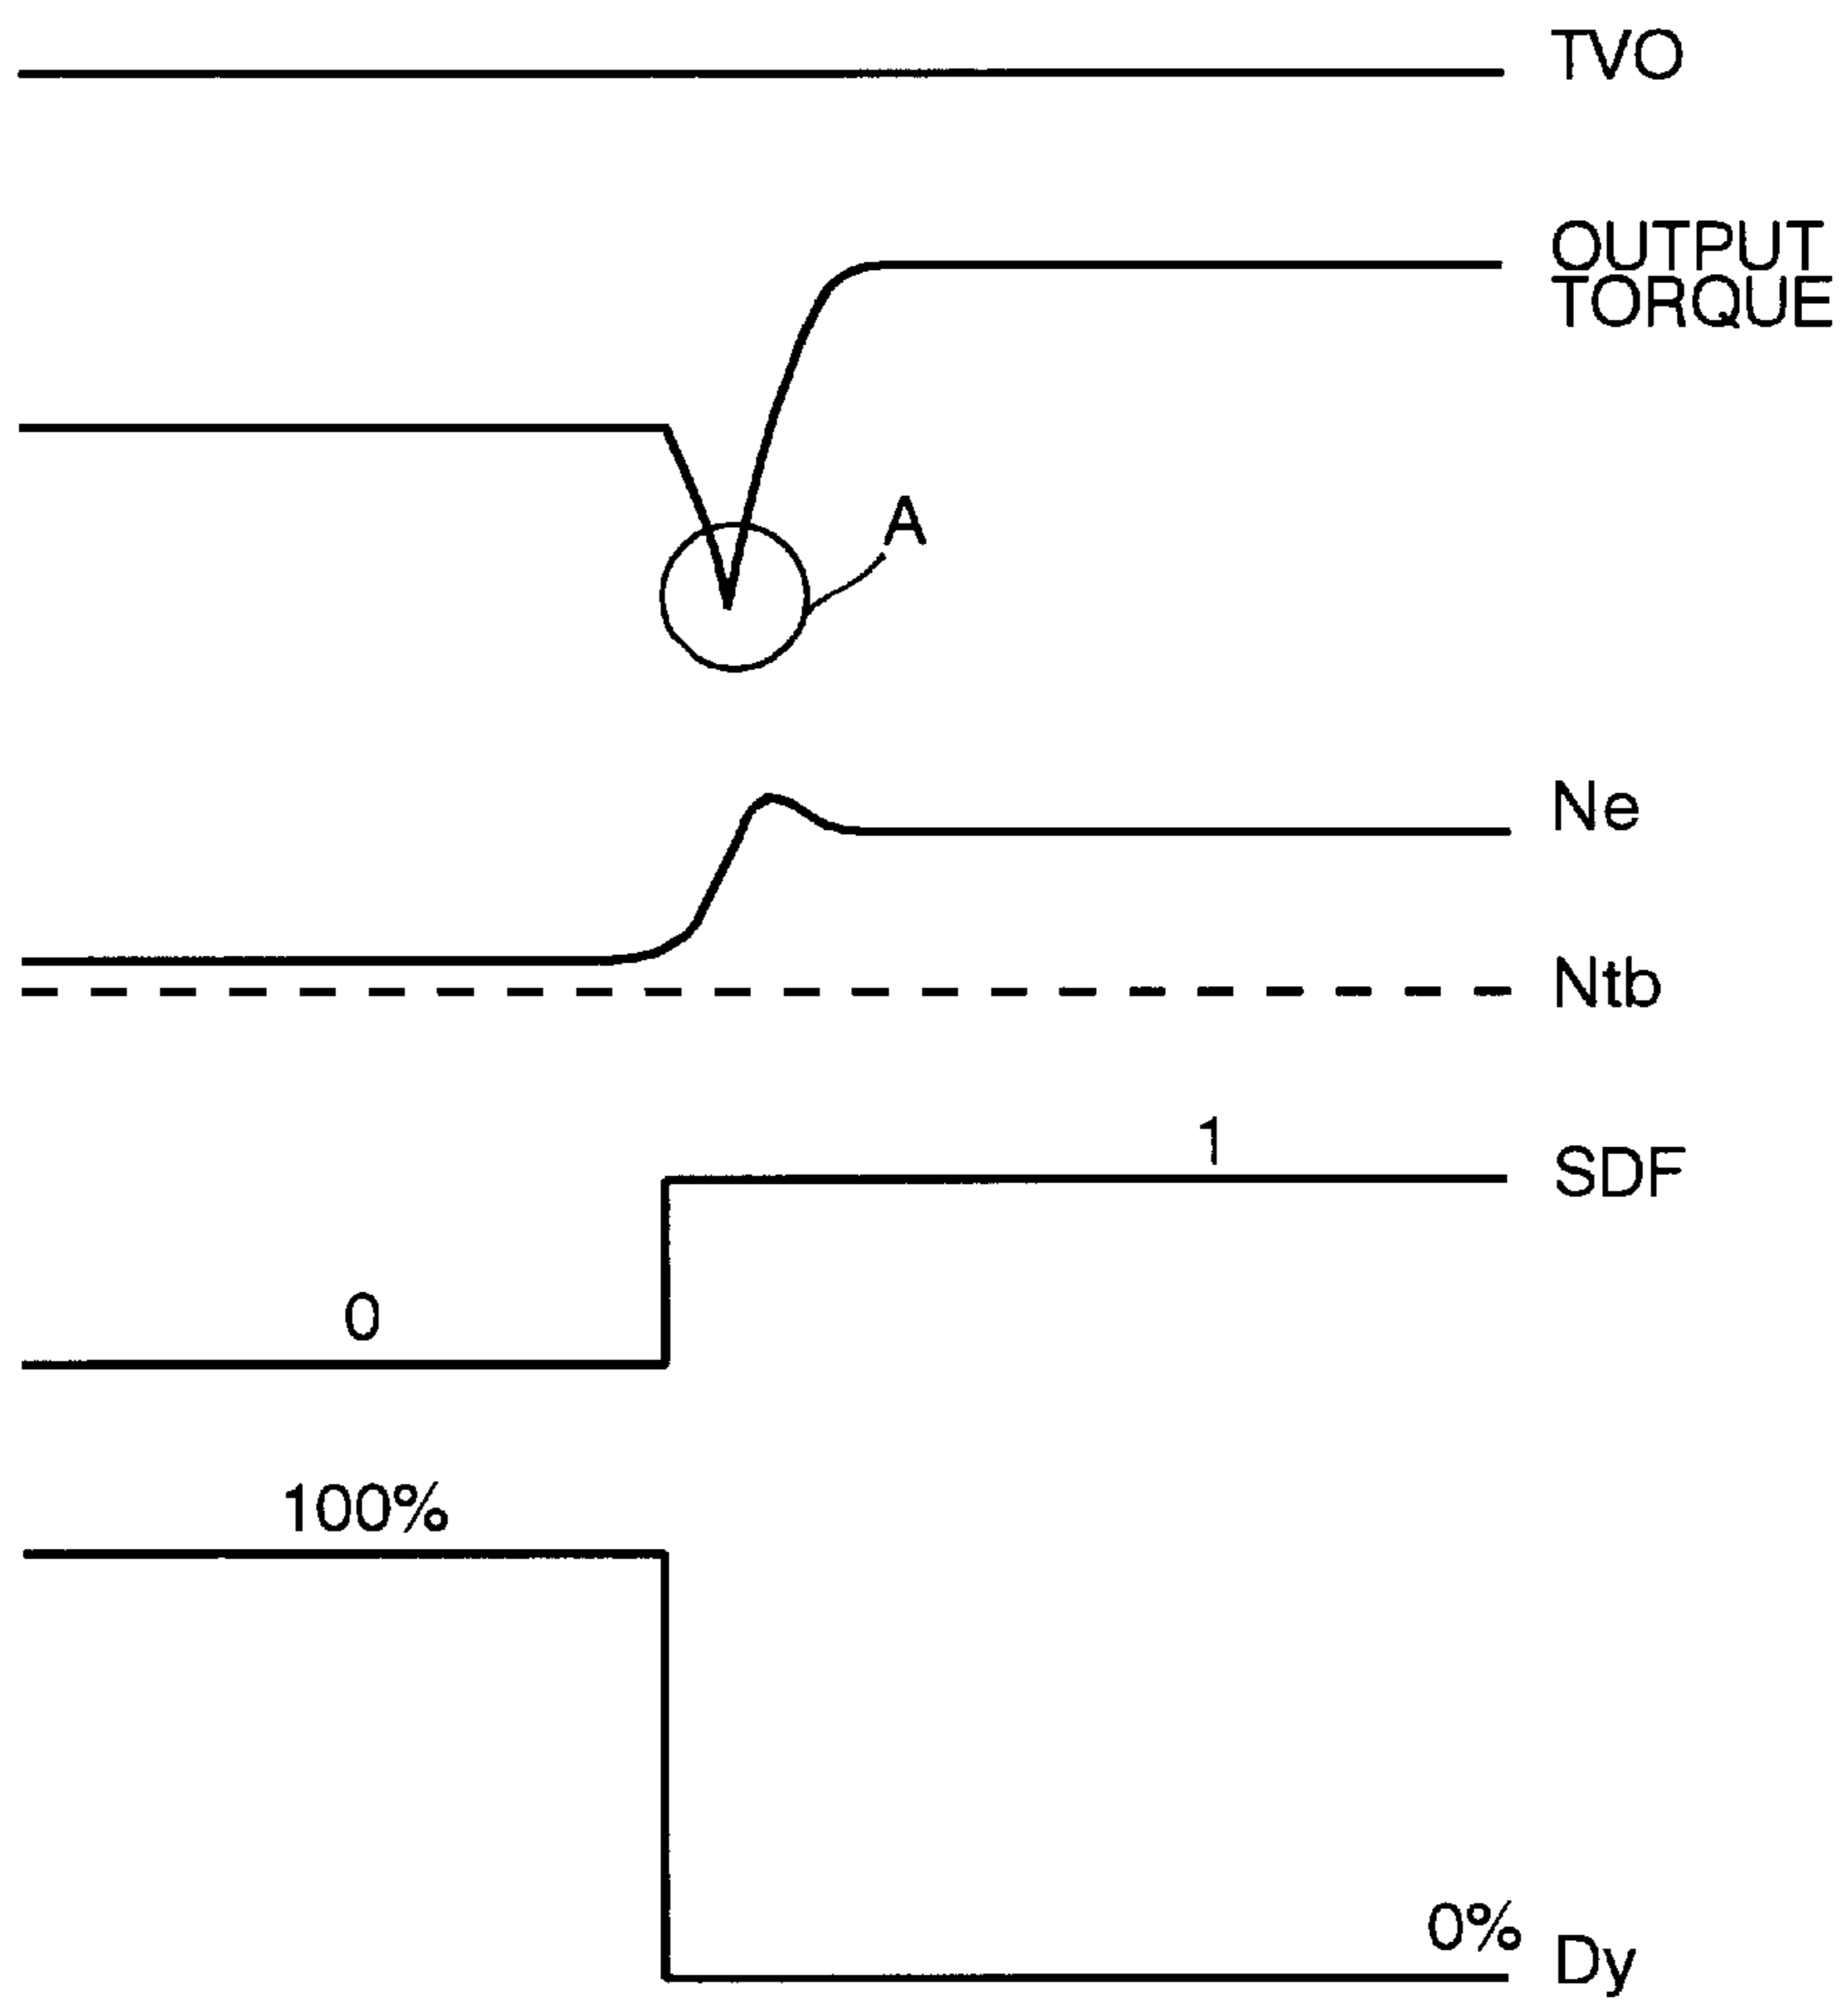 TVO
OUTPUT
TORQUE
A
Ne
Ntb
1
SDF
0
100%
0%
Dy